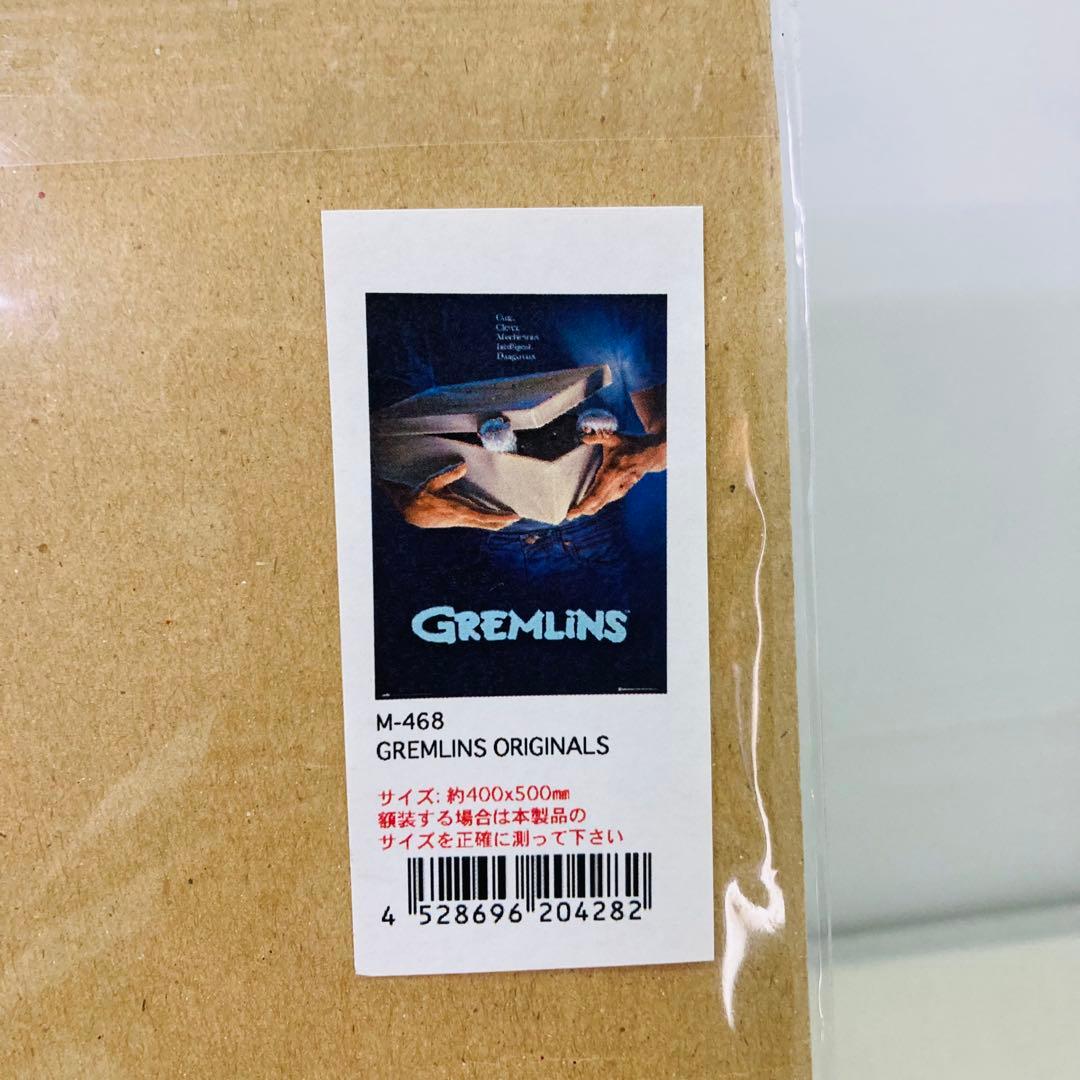 Cute.
Clever.
Mischievous.
Intelligent.
Dangerous.
GREMLiNS
M-468
GREMLINS ORIGINALS
サイズ: 約400x500㎜
額装する場合は本製品の
サイズを正確に測って下さい
4 528696 204282